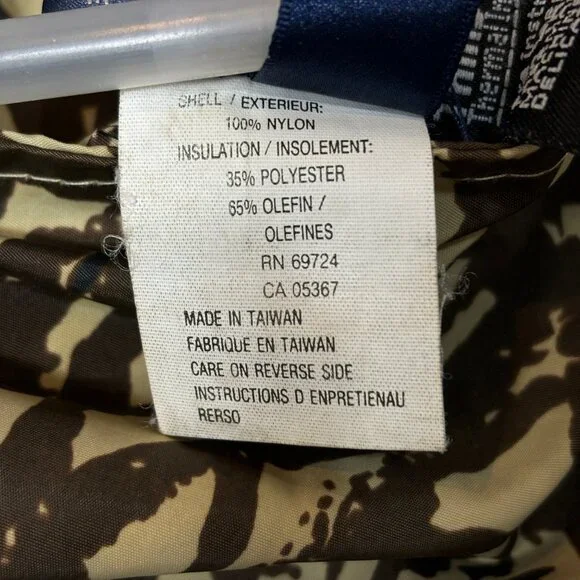 SHELL / EXTERIEUR:
100% NYLON
INSULATION / INSOLEMENT:
35% POLYESTER
65% OLEFIN /
OLEFINES
RN 69724
CA 05367
MADE IN TAIWAN
FABRIQUE EN TAIWAN
CARE ON REVERSE SIDE
INSTRUCTIONS D ENPRETIENAU
RERSO